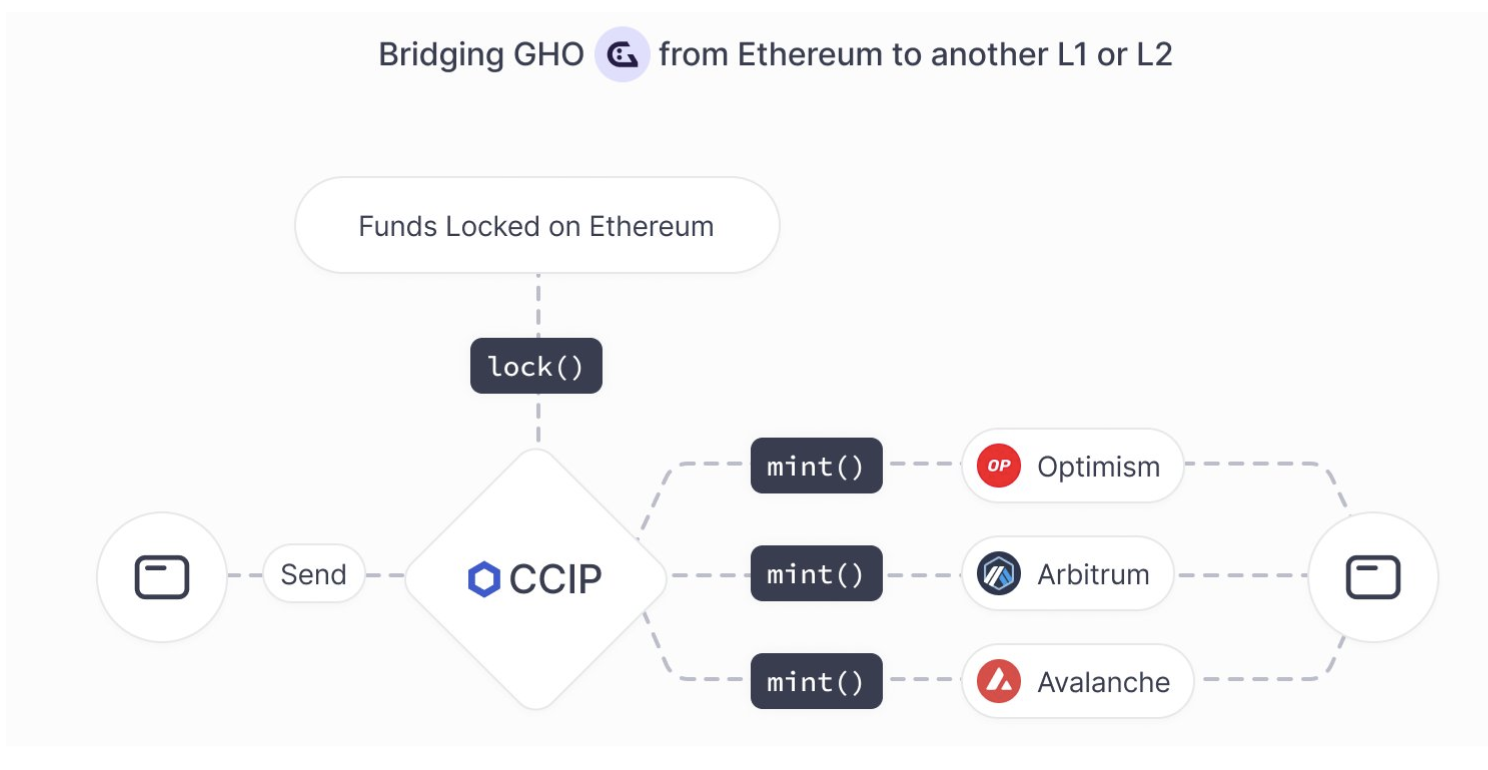 Bridging GHO from Ethereum to another L1 or L2
Funds Locked on Ethereum
lock()
mint()
OP Optimism
Send
CCIP
mint()
Arbitrum
mint()
Avalanche